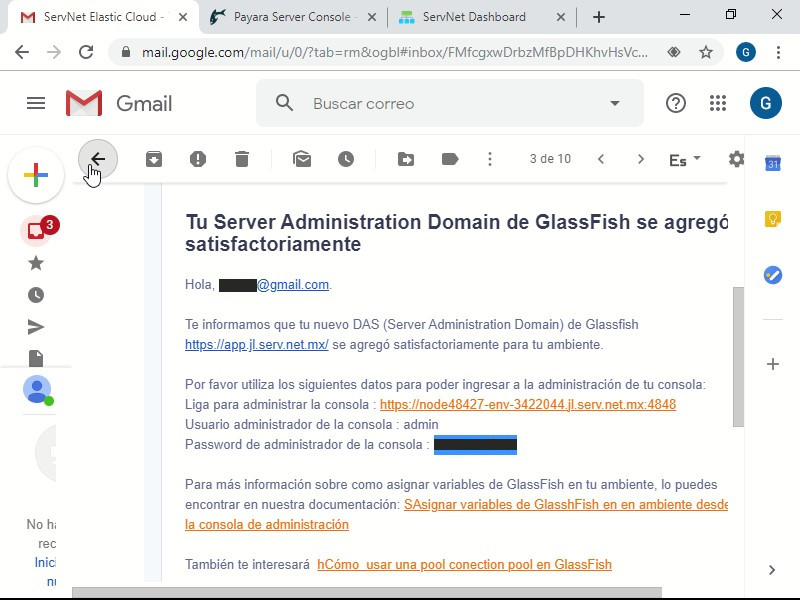 ServNet Elastic Cloud -
Payara Server Console -
ServNet Dashboard
mail.google.com/mail/u/0/?tab=rm&ogbl#inbox/FMfcgxwDrbzMfBpDHKhvHsVc...
G
Gmail
Buscar correo
G
3 de 10
Es
31
3
Tu Server Administration Domain de GlassFish se agregó
satisfactoriamente
Hola, @gmail.com.
Te informamos que tu nuevo DAS (Server Administration Domain) de Glassfish
https://app.jl.serv.net.mx/ se agregó satisfactoriamente para tu ambiente.
Por favor utiliza los siguientes datos para poder ingresar a la administración de tu consola:
Liga para administrar la consola : https://node48427-env-3422044.jl.serv.net.mx:4848
Usuario administrador de la consola : admin
Password de administrador de la consola :
Para más información sobre como asignar variables de GlassFish en tu ambiente, lo puedes
encontrar en nuestra documentación: SAsignar variables de GlasshFish en en ambiente desde
la consola de administración
También te interesará hCómo usar una pool conection pool en GlassFish
No ha
rec
Inici
nu